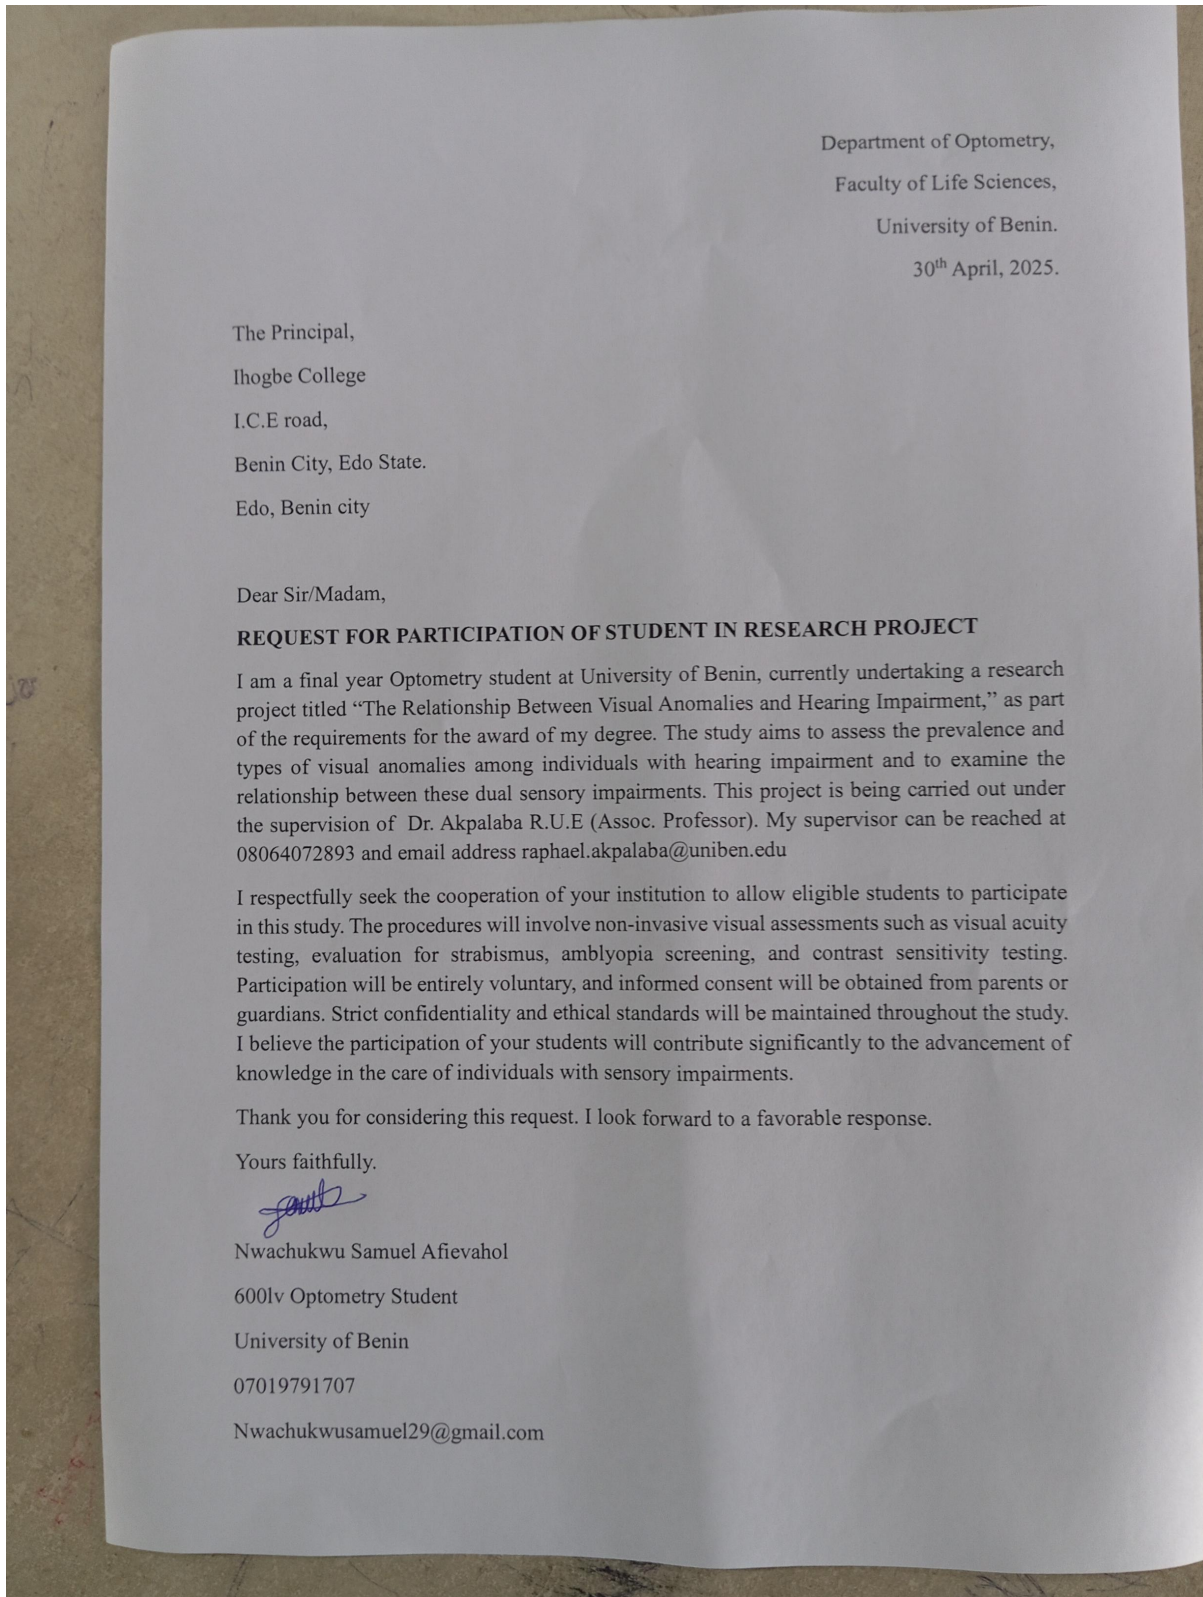 Department of Optometry,
Faculty of Life Sciences,
University of Benin.
30th April, 2025.
The Principal,
Ihogbe College
I.C.E road,
Benin City, Edo State.
Edo, Benin city
Dear Sir/Madam,
REQUEST FOR PARTICIPATION OF STUDENT IN RESEARCH PROJECT
I am a final year Optometry student at University of Benin, currently undertaking a research
project titled “The Relationship Between Visual Anomalies and Hearing Impairment,” as part
of the requirements for the award of my degree. The study aims to assess the prevalence and
types of visual anomalies among individuals with hearing impairment and to examine the
relationship between these dual sensory impairments. This project is being carried out under
the supervision of Dr. Akpalaba R.U.E (Assoc. Professor). My supervisor can be reached at
08064072893 and email address raphael.akpalaba@uniben.edu
I respectfully seek the cooperation of your institution to allow eligible students to participate
in this study. The procedures will involve non-invasive visual assessments such as visual acuity
testing, evaluation for strabismus, amblyopia screening, and contrast sensitivity testing.
Participation will be entirely voluntary, and informed consent will be obtained from parents or
guardians. Strict confidentiality and ethical standards will be maintained throughout the study.
I believe the participation of your students will contribute significantly to the advancement of
knowledge in the care of individuals with sensory impairments.
Thank you for considering this request. I look forward to a favorable response.
Yours faithfully.
Nwachukwu Samuel Afievahol
600lv Optometry Student
University of Benin
07019791707
Nwachukwusamuel29@gmail.com